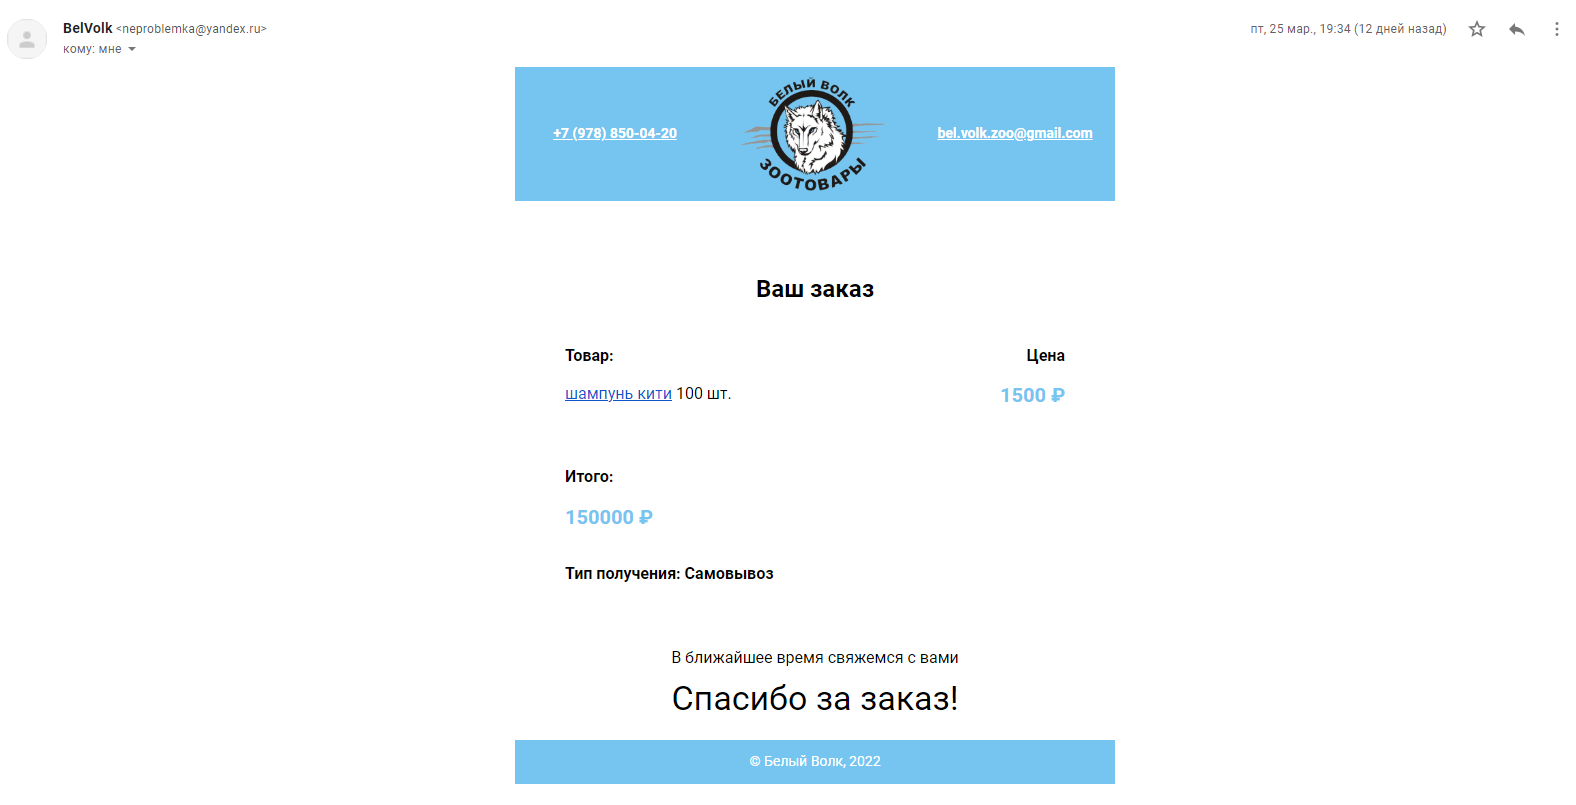 BelVolk <neproblemka@yandex.ru>
пт, 25 мар., 19:34 (12 дней назад)
кому: мне
БЕЛЫЙ ВОЛК
+7 (978) 850-04-20
bel.volk.zoo@gmail.com
ЗООТОВАРЫ
Ваш заказ
Товар:
Цена
шампунь кити 100 шт.
1500 ₽
Итого:
150000 ₽
Тип получения: Самовывоз
В ближайшее время свяжемся с вами
Спасибо за заказ!
© Белый Волк, 2022